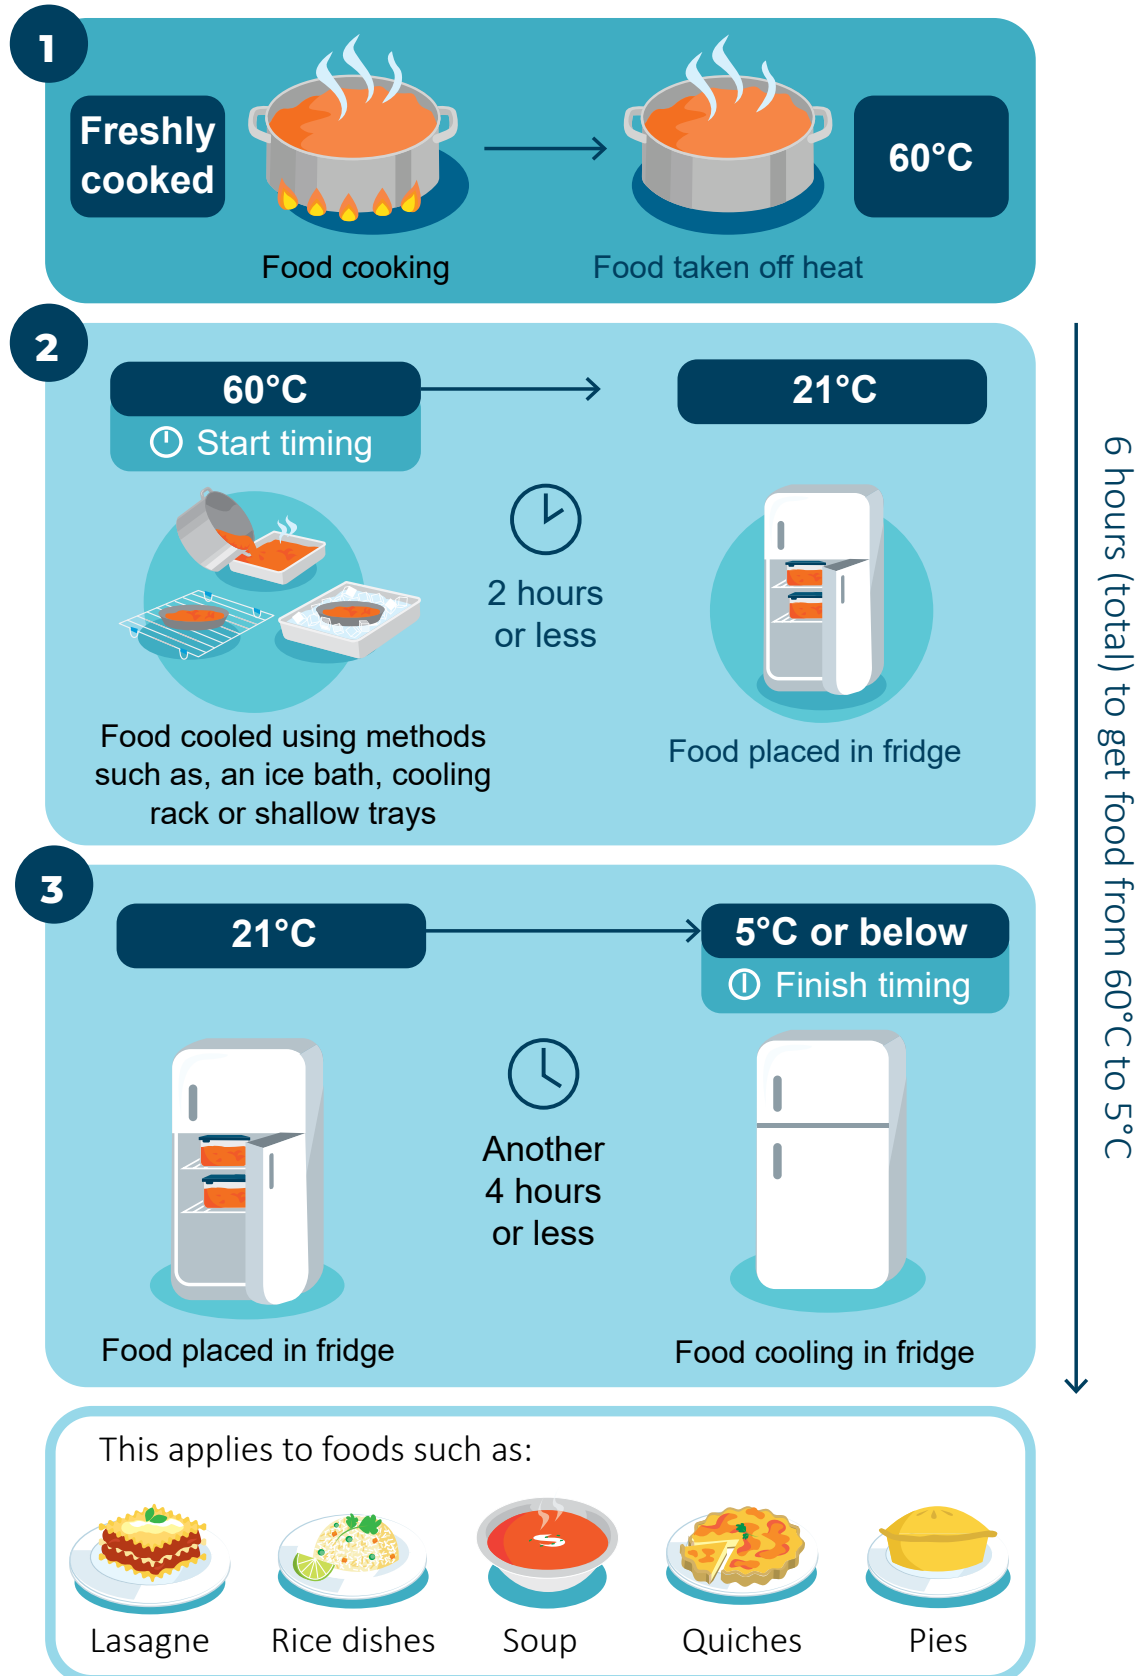 1
Freshly
cooked
60°C
Food cooking
Food taken off heat
2
60°C
Start timing
21°C
2 hours
or less
Food cooled using methods
such as, an ice bath, cooling
rack or shallow trays
Food placed in fridge
3
21°C
5°C or below
Finish timing
Another
4 hours
or less
Food placed in fridge
Food cooling in fridge
6 hours (total) to get food from 60°C to 5°C
This applies to foods such as:
Lasagne
Rice dishes
Soup
Quiches
Pies